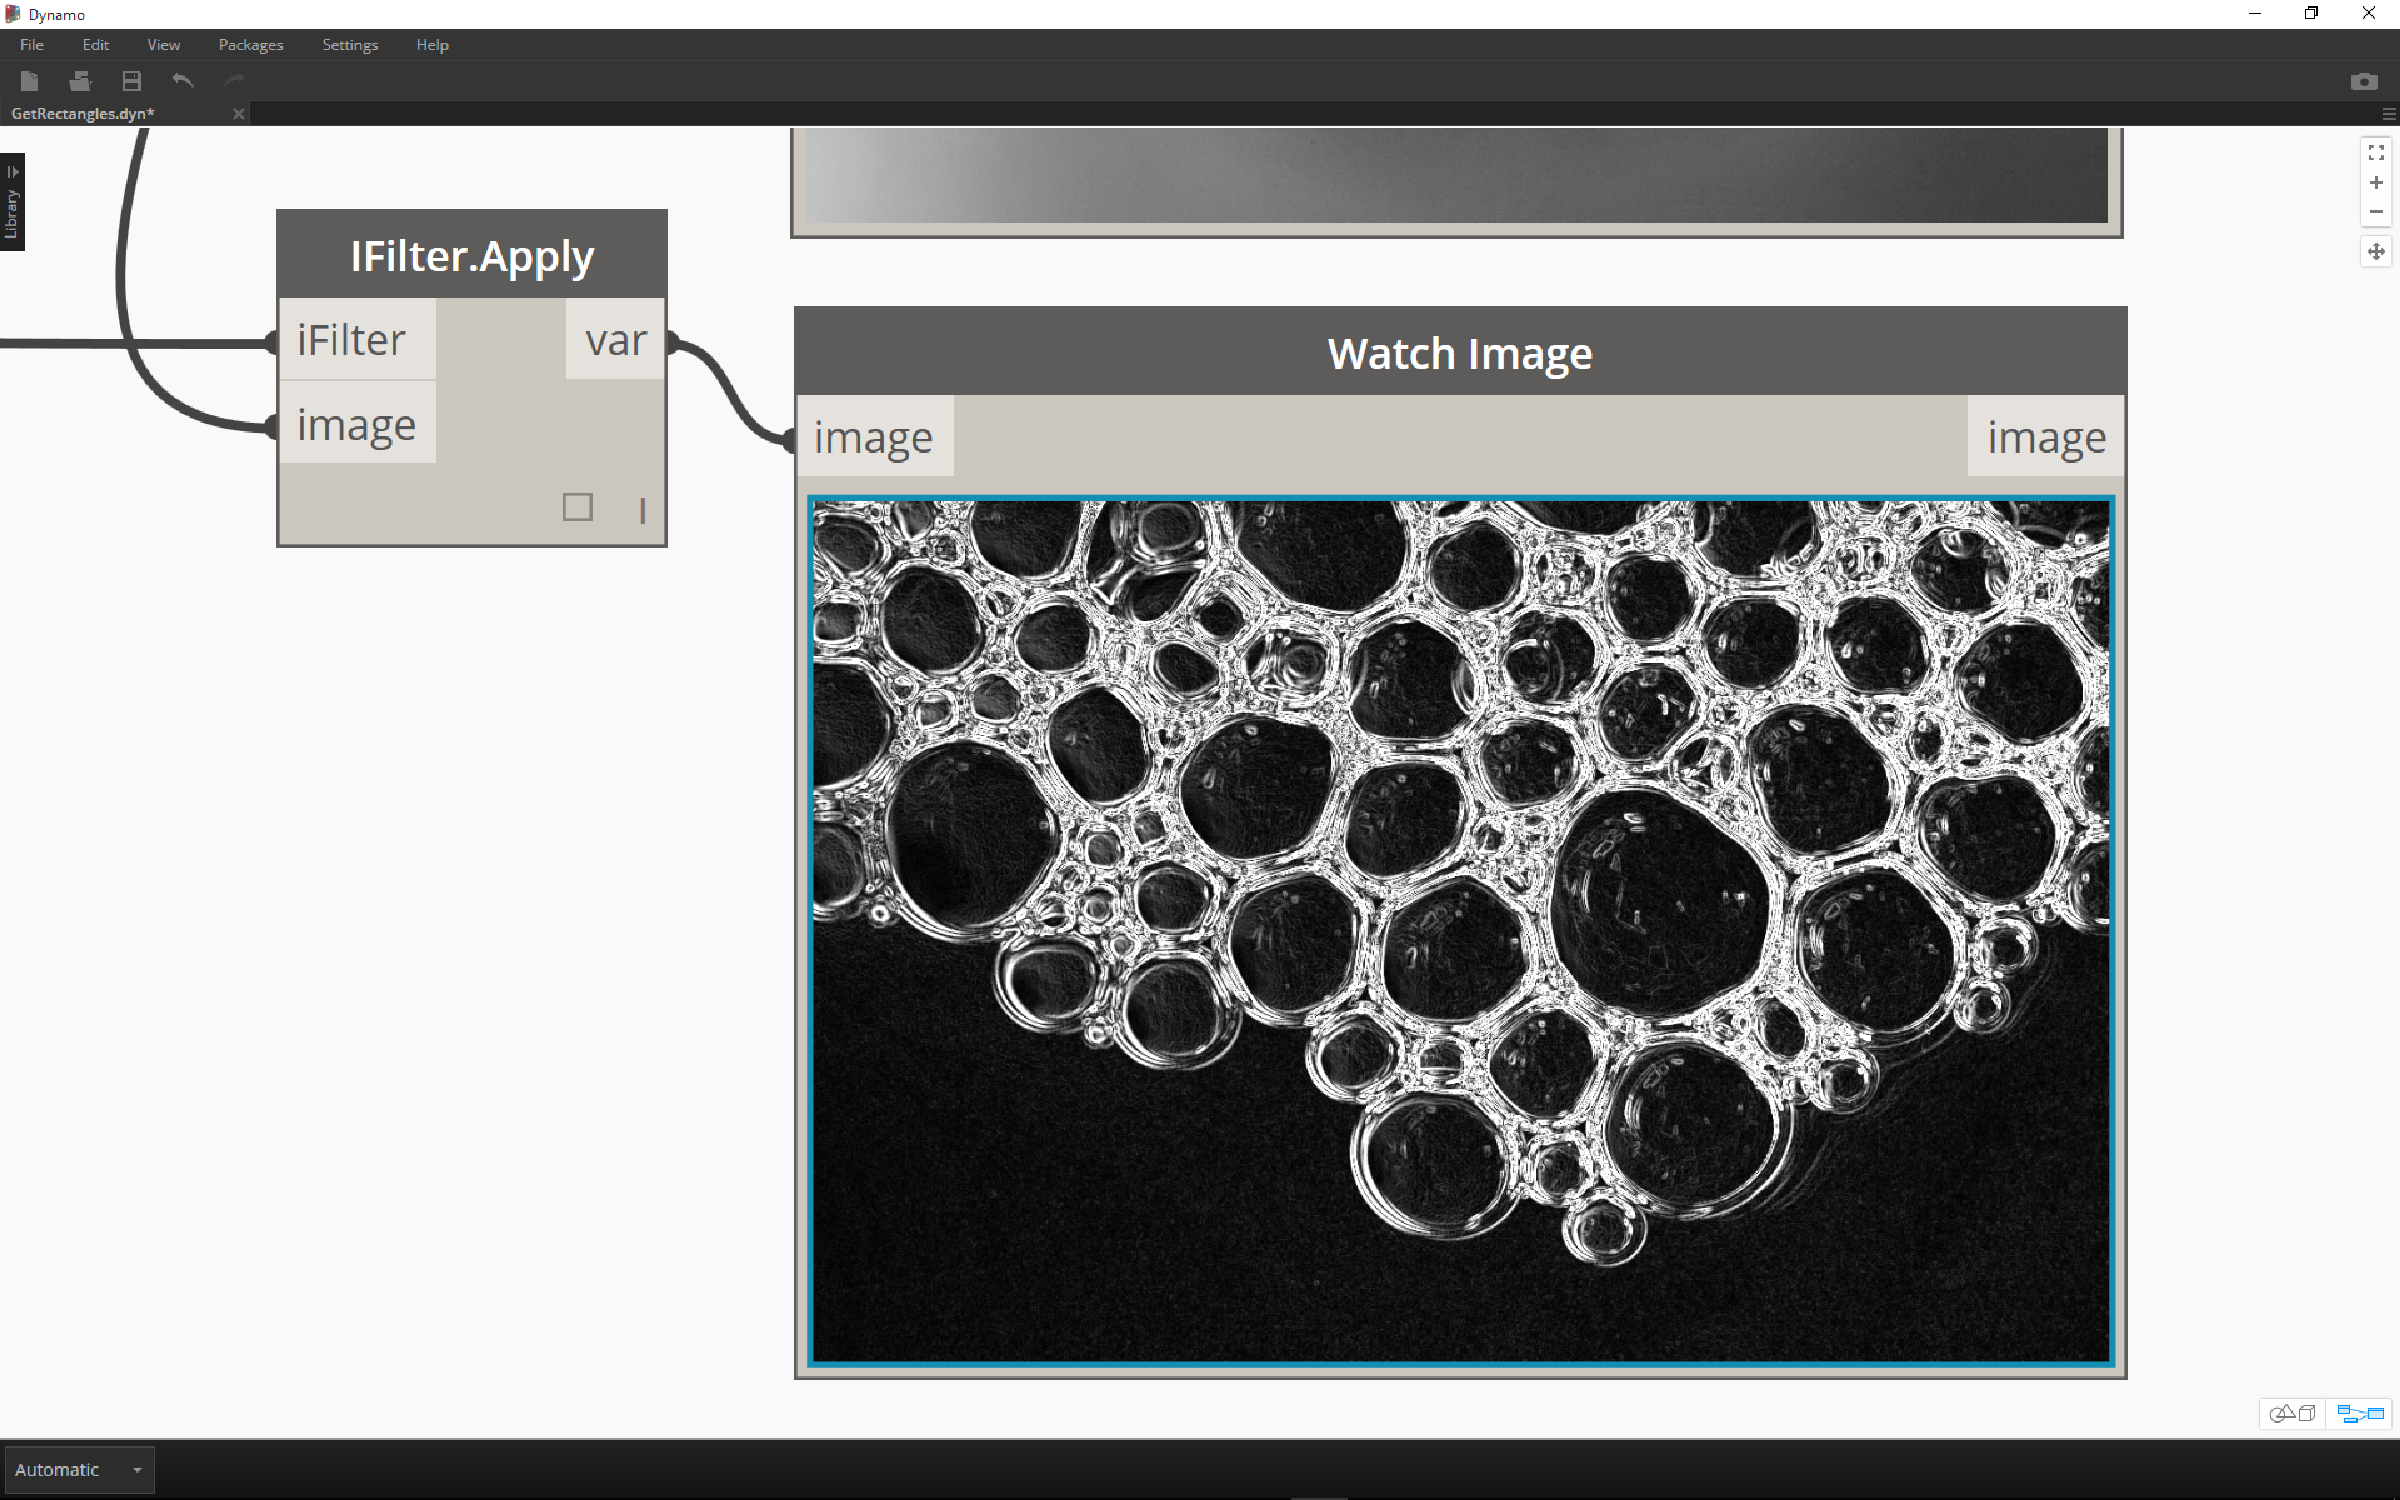 Dynamo
File Edit View Packages Settings Help
GetRectangles.dyn*
Library
IFilter.Apply
iFilter var
image
I
Watch Image
image image
Automatic